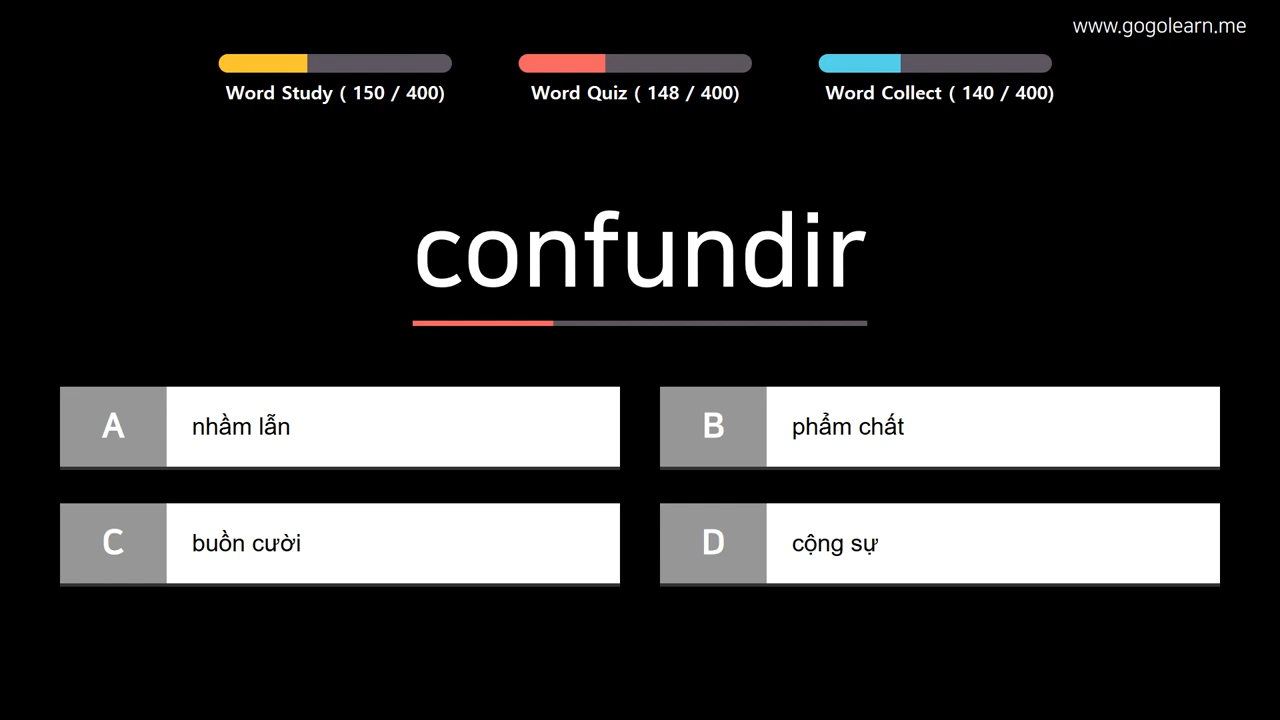 www.gogolearn.me
Word Study ( 150 / 400)
Word Quiz ( 148 / 400)
Word Collect ( 140 / 400)
confundir
A
nhầm lẫn
B
phẩm chất
C
buồn cười
D
cộng sự